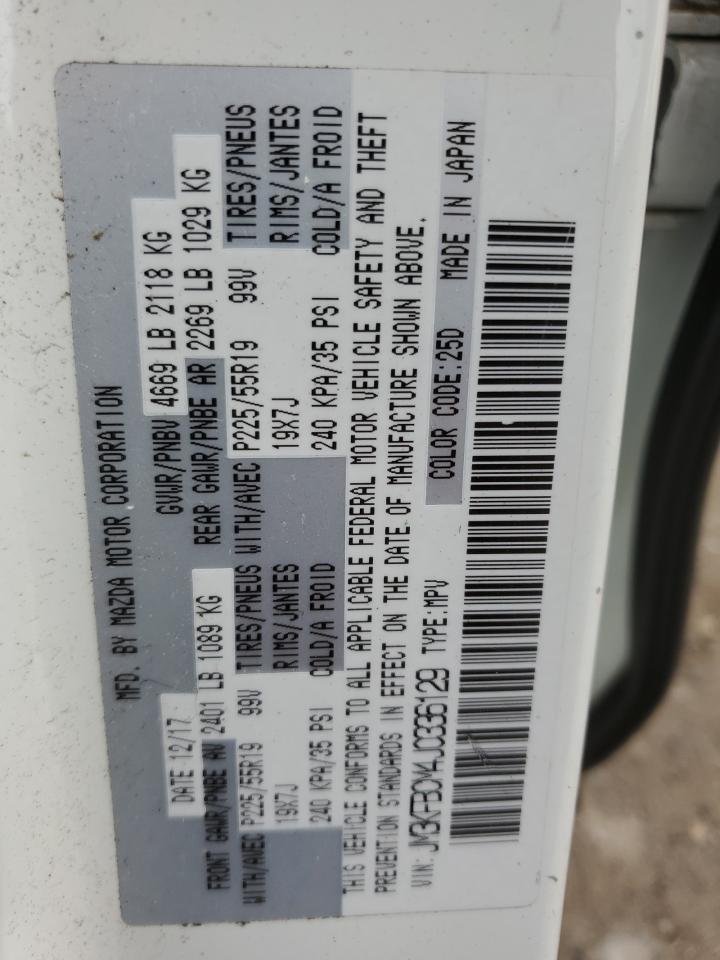 MFD. BY MAZDA MOTOR CORPORATION
DATE 12/17 GVWR/PNBV 4669 LB 2118 KG
FRONT GAWR/PNBE AV 2401 LB 1089 KG REAR GAWR/PNBE AR 2269 LB 1029 KG
WITH/AVEC P225/55R19 99V TIRES/PNEUS WITH/AVEC P225/55R19 99V TIRES/PNEUS
19X7J RIMS/JANTES 19X7J RIMS/JANTES
240 KPA/35 PSI COLD/A FROID 240 KPA/35 PSI COLD/A FROID
THIS VEHICLE CONFORMS TO ALL APPLICABLE FEDERAL MOTOR VEHICLE SAFETY AND THEFT
PREVENTION STANDARDS IN EFFECT ON THE DATE OF MANUFACTURE SHOWN ABOVE.
VIN: TYPE:MPV COLOR CODE:25D MADE IN JAPAN